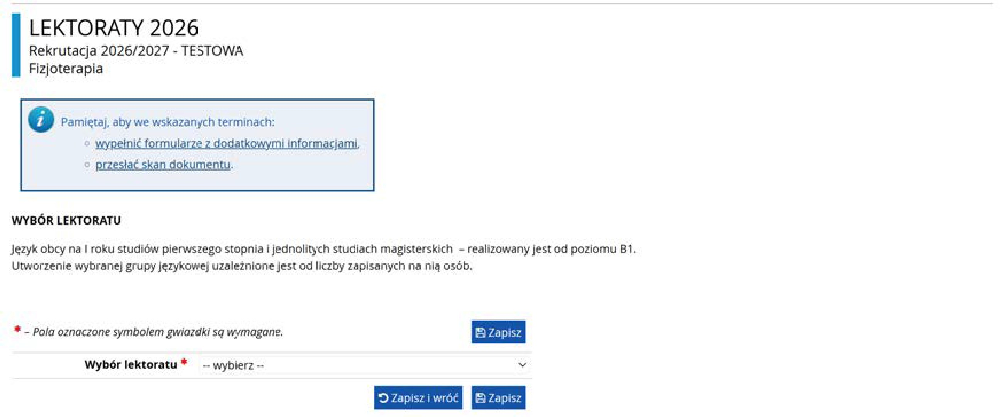 LEKTORATY 2026
Rekrutacja 2026/2027 - TESTOWA
Fizjoterapia
Pamiętaj, aby we wskazanych terminach:
wypełnić formularze z dodatkowymi informacjami,
przesłać skan dokumentu.
WYBÓR LEKTORATU
Język obcy na I roku studiów pierwszego stopnia i jednolitych studiach magisterskich – realizowany jest od poziomu B1.
Utworzenie wybranej grupy językowej uzależnione jest od liczby zapisanych na nią osób.
* – Pola oznaczone symbolem gwiazdki są wymagane. Zapisz
Wybór lektoratu * -- wybierz --
Zapisz i wróć Zapisz